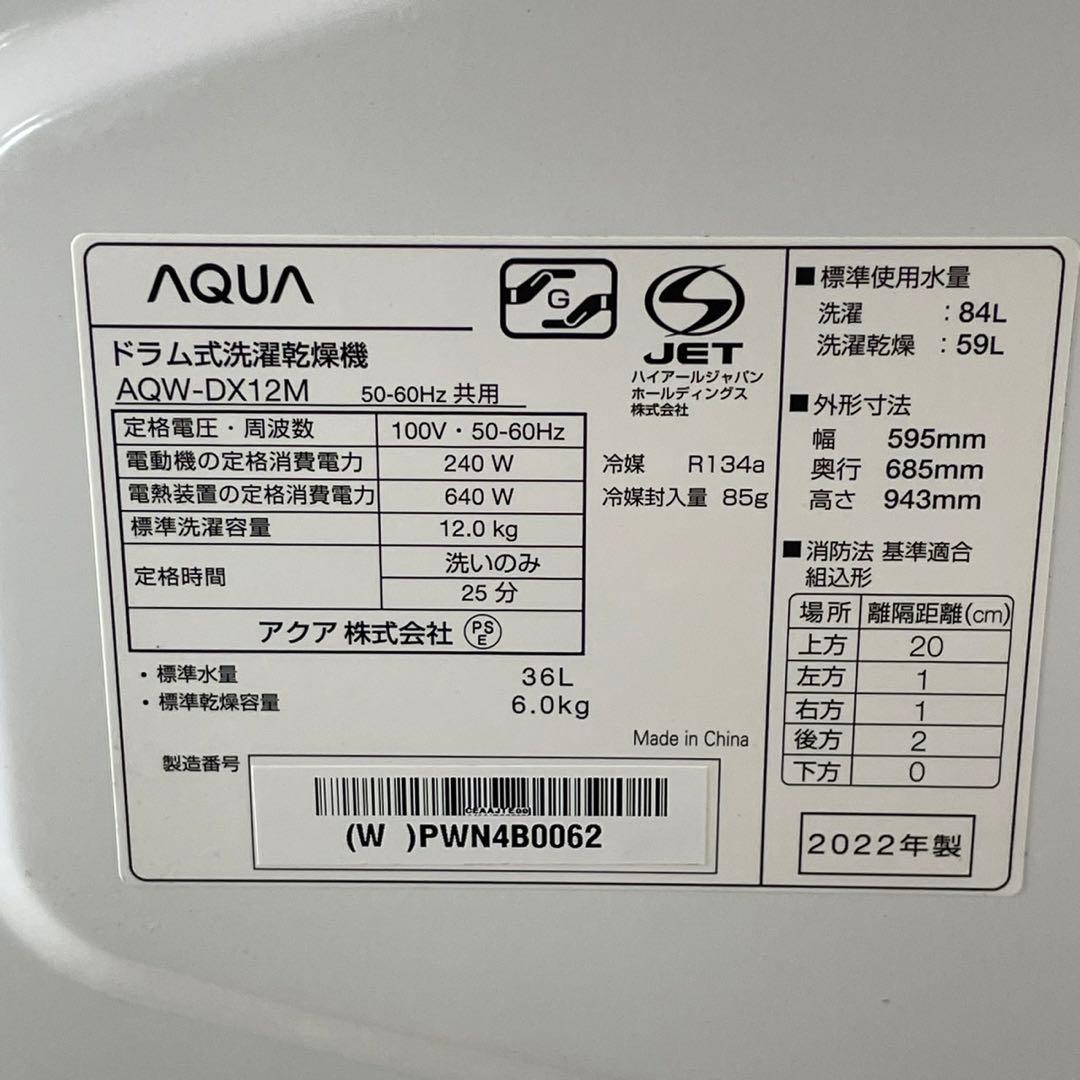 AQUA
G
JET
ドラム式洗濯乾燥機
AQW-DX12M 50-60Hz 共用
ハイアールジャパン
ホールディングス
株式会社
定格電圧・周波数 100V・50-60Hz
電動機の定格消費電力 240 W
電熱装置の定格消費電力 640 W
標準洗濯容量 12.0 kg
定格時間 洗いのみ
25 分
アクア 株式会社 PSE
冷媒 R134a
冷媒封入量 85g
・標準水量 36L
・標準乾燥容量 6.0kg
Made in China
製造番号
CEAAJTE00
(W )PWN4B0062
■標準使用水量
洗濯 : 84L
洗濯乾燥 : 59L
■外形寸法
幅 595mm
奥行 685mm
高さ 943mm
■消防法 基準適合
組込形
場所 離隔距離(cm)
上方 20
左方 1
右方 1
後方 2
下方 0
2022年製